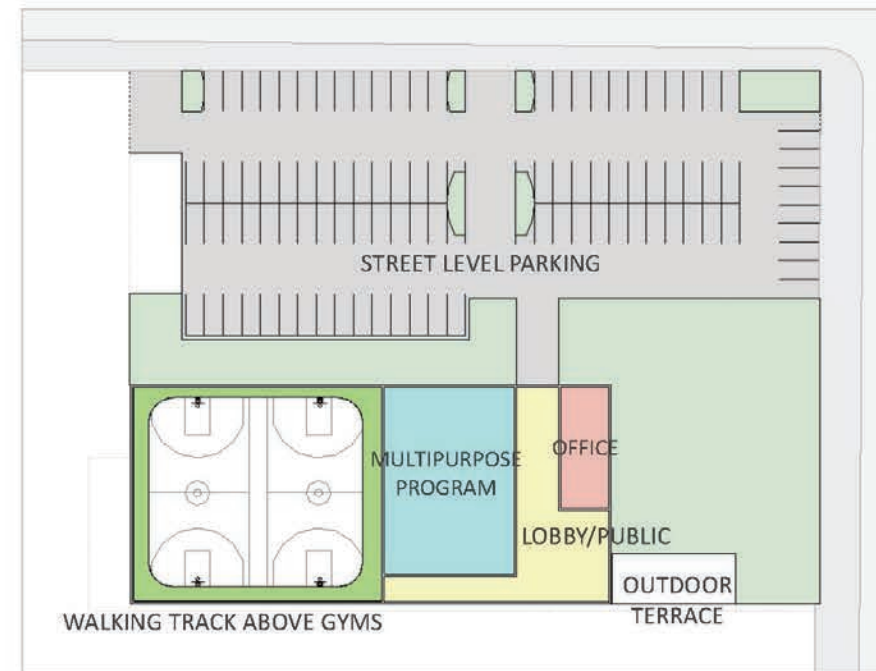 STREET LEVEL PARKING
MULTIPURPOSE
PROGRAM
OFFICE
LOBBY/PUBLIC
OUTDOOR
TERRACE
WALKING TRACK ABOVE GYMS